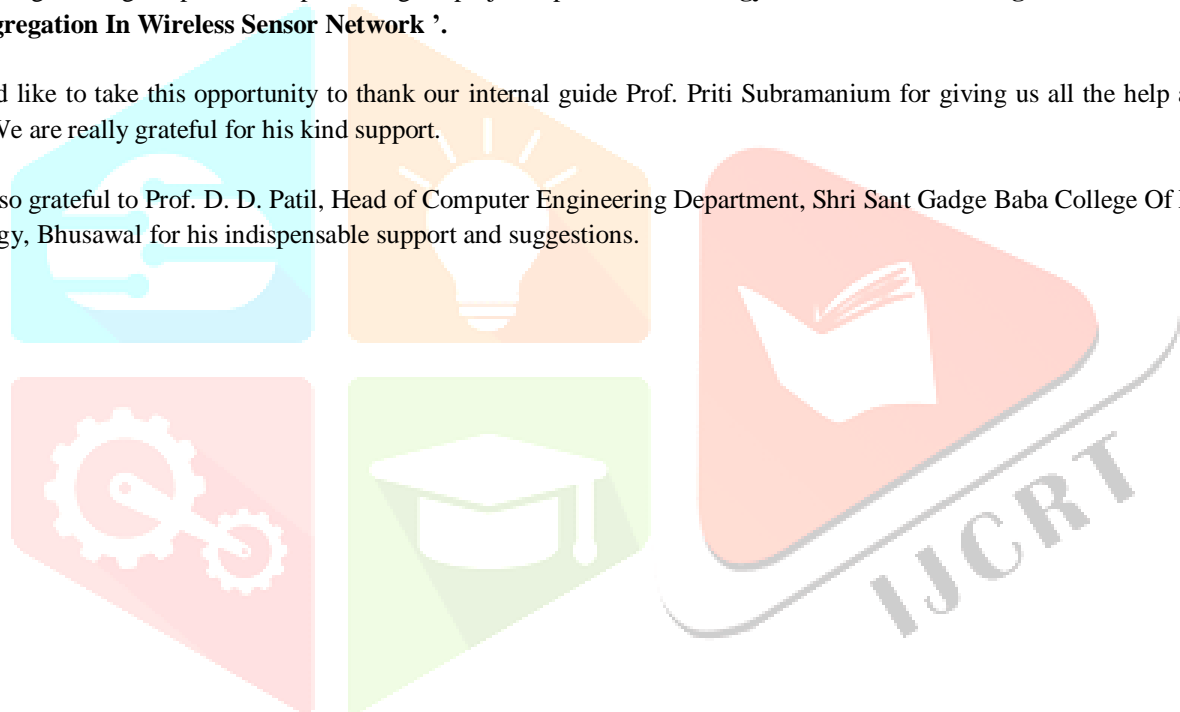 gregation In Wireless Sensor Network ’.
like to take this opportunity to thank our internal guide Prof. Priti Subramanium for giving us all the help
We are really grateful for his kind support.
so grateful to Prof. D. D. Patil, Head of Computer Engineering Department, Shri Sant Gadge Baba College Of
gy, Bhusawal for his indispensable support and suggestions.
IJCRT